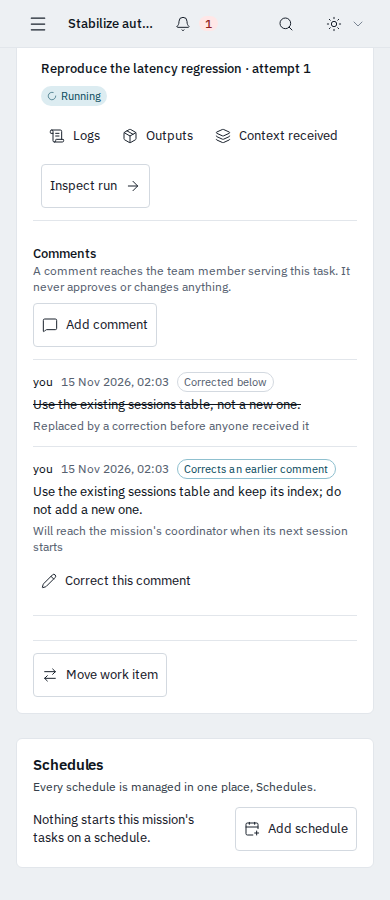 Stabilize aut... 1
Reproduce the latency regression · attempt 1
Running
Logs Outputs Context received
Inspect run
Comments
A comment reaches the team member serving this task. It
never approves or changes anything.
Add comment
you 15 Nov 2026, 02:03 Corrected below
Use the existing sessions table, not a new one.
Replaced by a correction before anyone received it
you 15 Nov 2026, 02:03 Corrects an earlier comment
Use the existing sessions table and keep its index; do
not add a new one.
Will reach the mission's coordinator when its next session
starts
Correct this comment
Move work item
Schedules
Every schedule is managed in one place, Schedules.
Nothing starts this mission's
tasks on a schedule.
Add schedule